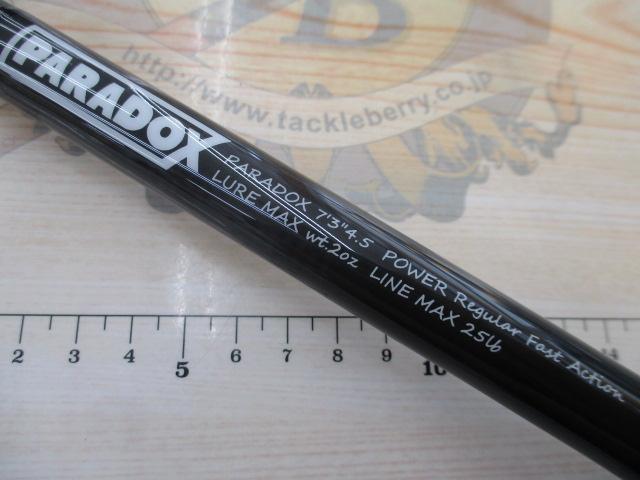 http://www.tackleberry.co.jp
PARADOX
PARADOX 7'3"4.5 POWER Regular Fast Action
LURE MAX wt.2oz LINE MAX 25lb
2 3 4 5 6 7 8 9 10 14